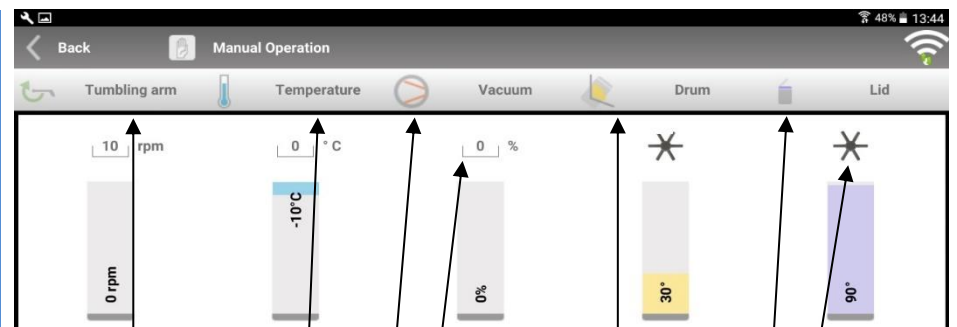 48% 13:44
Back Manual Operation
Tumbling arm Temperature Vacuum Drum Lid
10 rpm 0 °C 0 %
0 rpm -10°C 0% 30° 90°